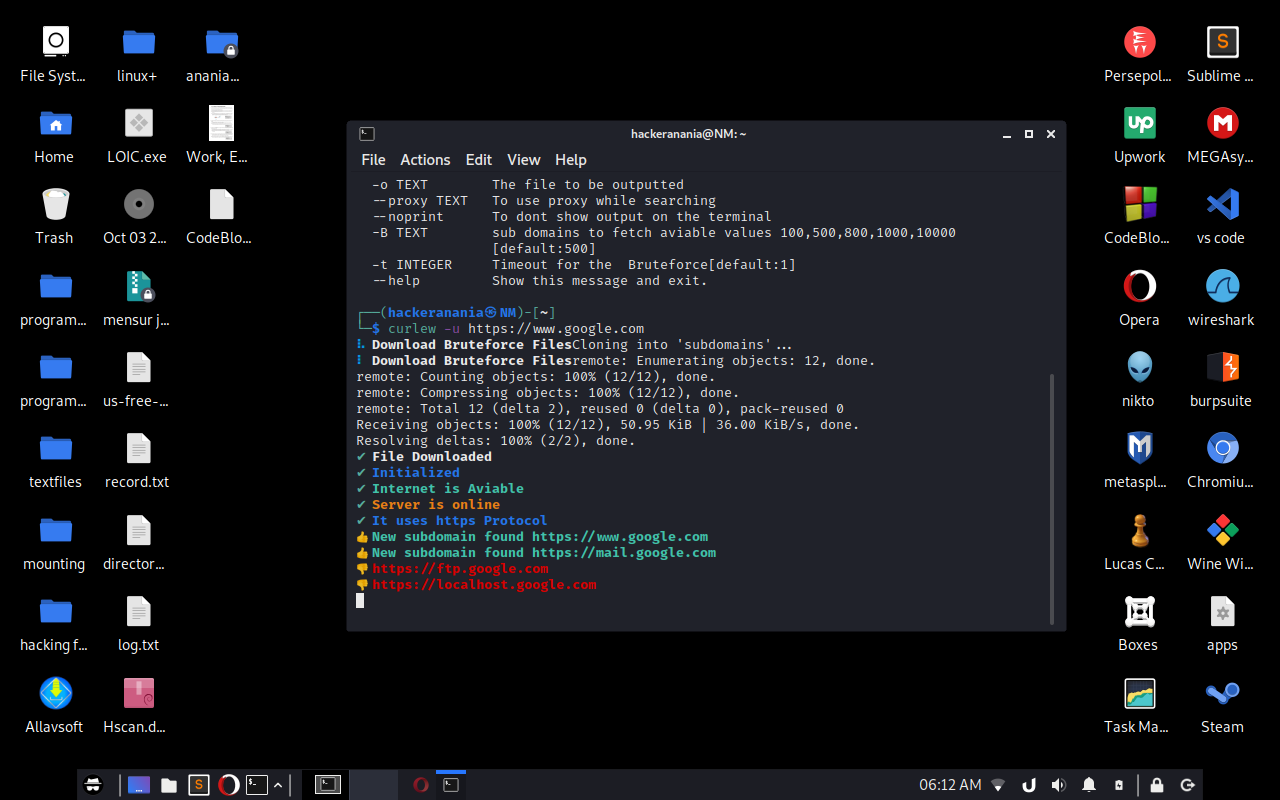 File Syst...
linux+
anania...
Home
LOIC.exe
Work, E...
Trash
Oct 03 2...
CodeBlo...
program...
mensur j...
program...
us-free-...
textfiles
record.txt
mounting
director...
hacking f...
log.txt
Allavsoft
Hscan.d...
hackeranania@NM: ~
File Actions Edit View Help
-o TEXT The file to be outputted
--proxy TEXT To use proxy while searching
--noprint To dont show output on the terminal
-B TEXT sub domains to fetch aviable values 100,500,800,1000,10000
[default:500]
-t INTEGER Timeout for the Bruteforce[default:1]
--help Show this message and exit.
┌──(hackeranania㉿NM)-[~]
└─$ curlew -u https://www.google.com
⠧ Download Bruteforce FilesCloning into 'subdomains'...
⠇ Download Bruteforce Filesremote: Enumerating objects: 12, done.
remote: Counting objects: 100% (12/12), done.
remote: Compressing objects: 100% (12/12), done.
remote: Total 12 (delta 2), reused 0 (delta 0), pack-reused 0
Receiving objects: 100% (12/12), 50.95 KiB | 36.00 KiB/s, done.
Resolving deltas: 100% (2/2), done.
✔ File Downloaded
✔ Initialized
✔ Internet is Aviable
✔ Server is online
✔ It uses https Protocol
👍 New subdomain found https://www.google.com
👍 New subdomain found https://mail.google.com
👎 https://ftp.google.com
👎 https://localhost.google.com
Persepol...
Sublime ...
up
Upwork
MEGAsy...
CodeBlo...
vs code
Opera
wireshark
nikto
burpsuite
metaspl...
Chromiu...
Lucas C...
Wine Wi...
Boxes
apps
Task Ma...
Steam
06:12 AM